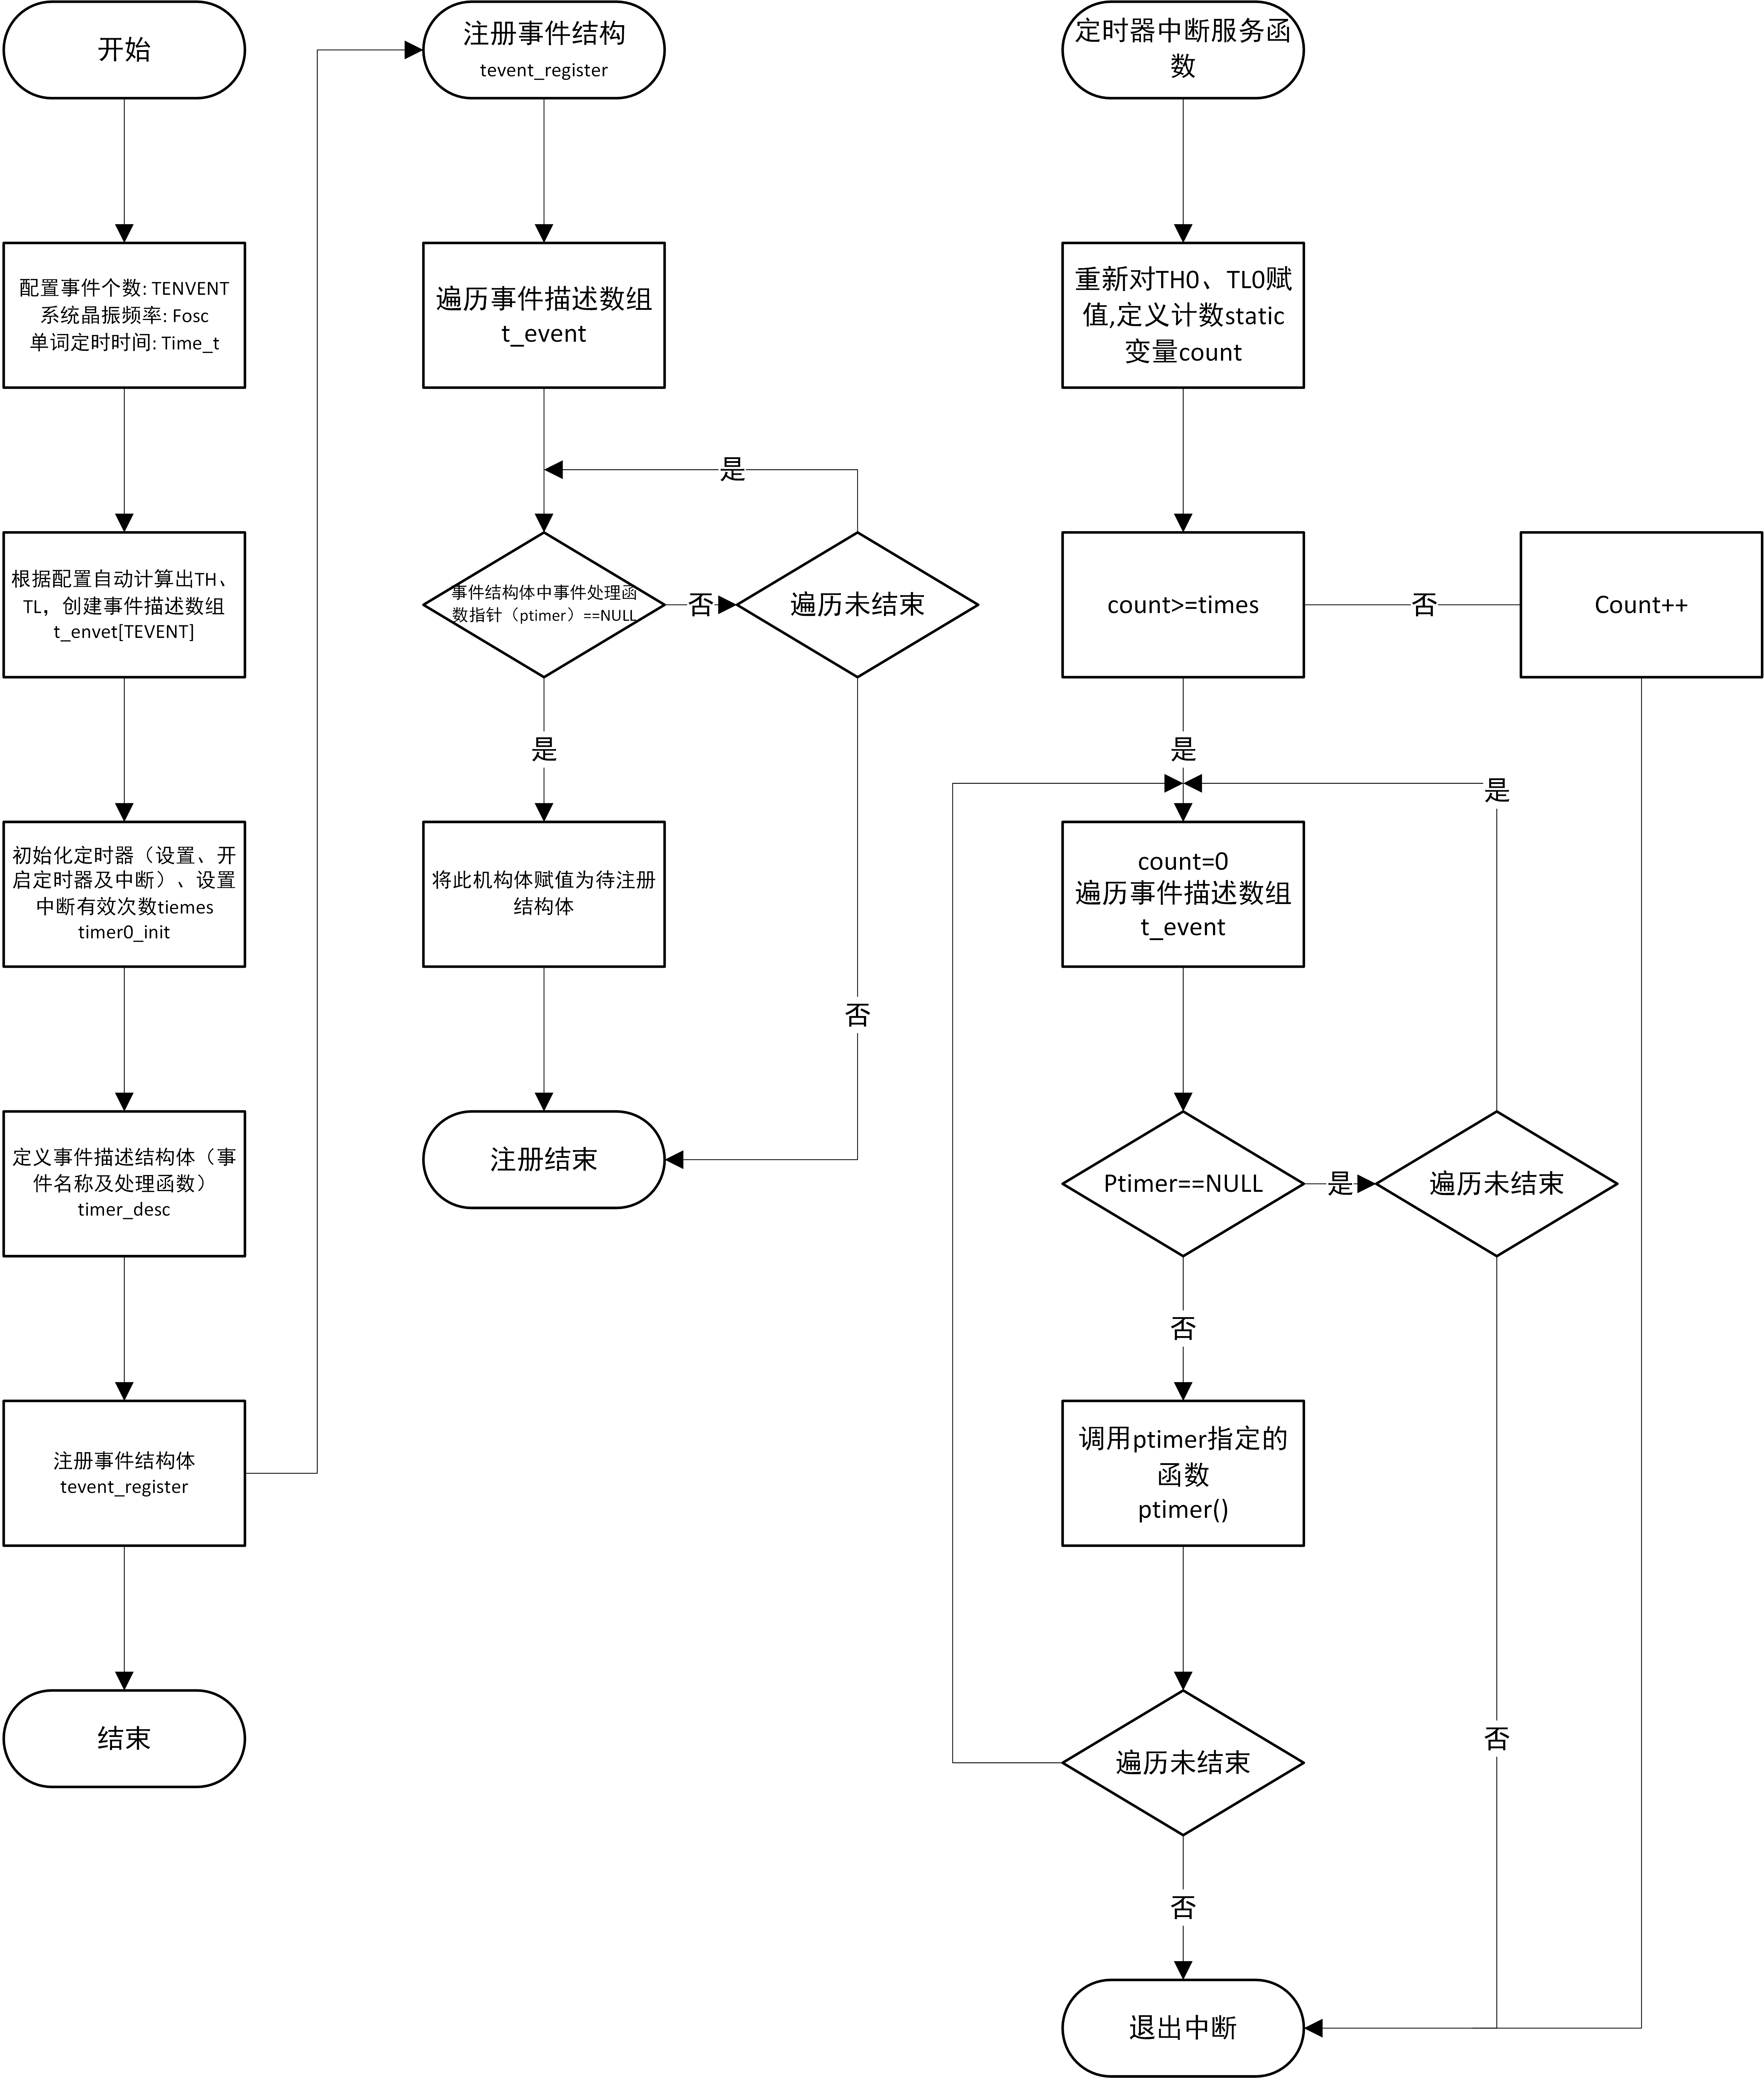 开始
配置事件个数: TENVENT
系统晶振频率: Fosc
单词定时时间: Time_t
根据配置自动计算出TH、
TL，创建事件描述数组
t_envet[TEVENT]
初始化定时器（设置、开
启定时器及中断）、设置
中断有效次数tiemes
timer0_init
定义事件描述结构体（事
件名称及处理函数）
timer_desc
注册事件结构体
tevent_register
结束
注册事件结构
tevent_register
遍历事件描述数组
t_event
是
事件结构体中事件处理函
数指针（ptimer）==NULL
否
遍历未结束
是
将此机构体赋值为待注册
结构体
否
注册结束
定时器中断服务函
数
重新对TH0、TL0赋
值,定义计数static
变量count
count>=times
否
Count++
是
是
count=0
遍历事件描述数组
t_event
Ptimer==NULL
是
遍历未结束
否
调用ptimer指定的
函数
ptimer()
否
遍历未结束
否
退出中断